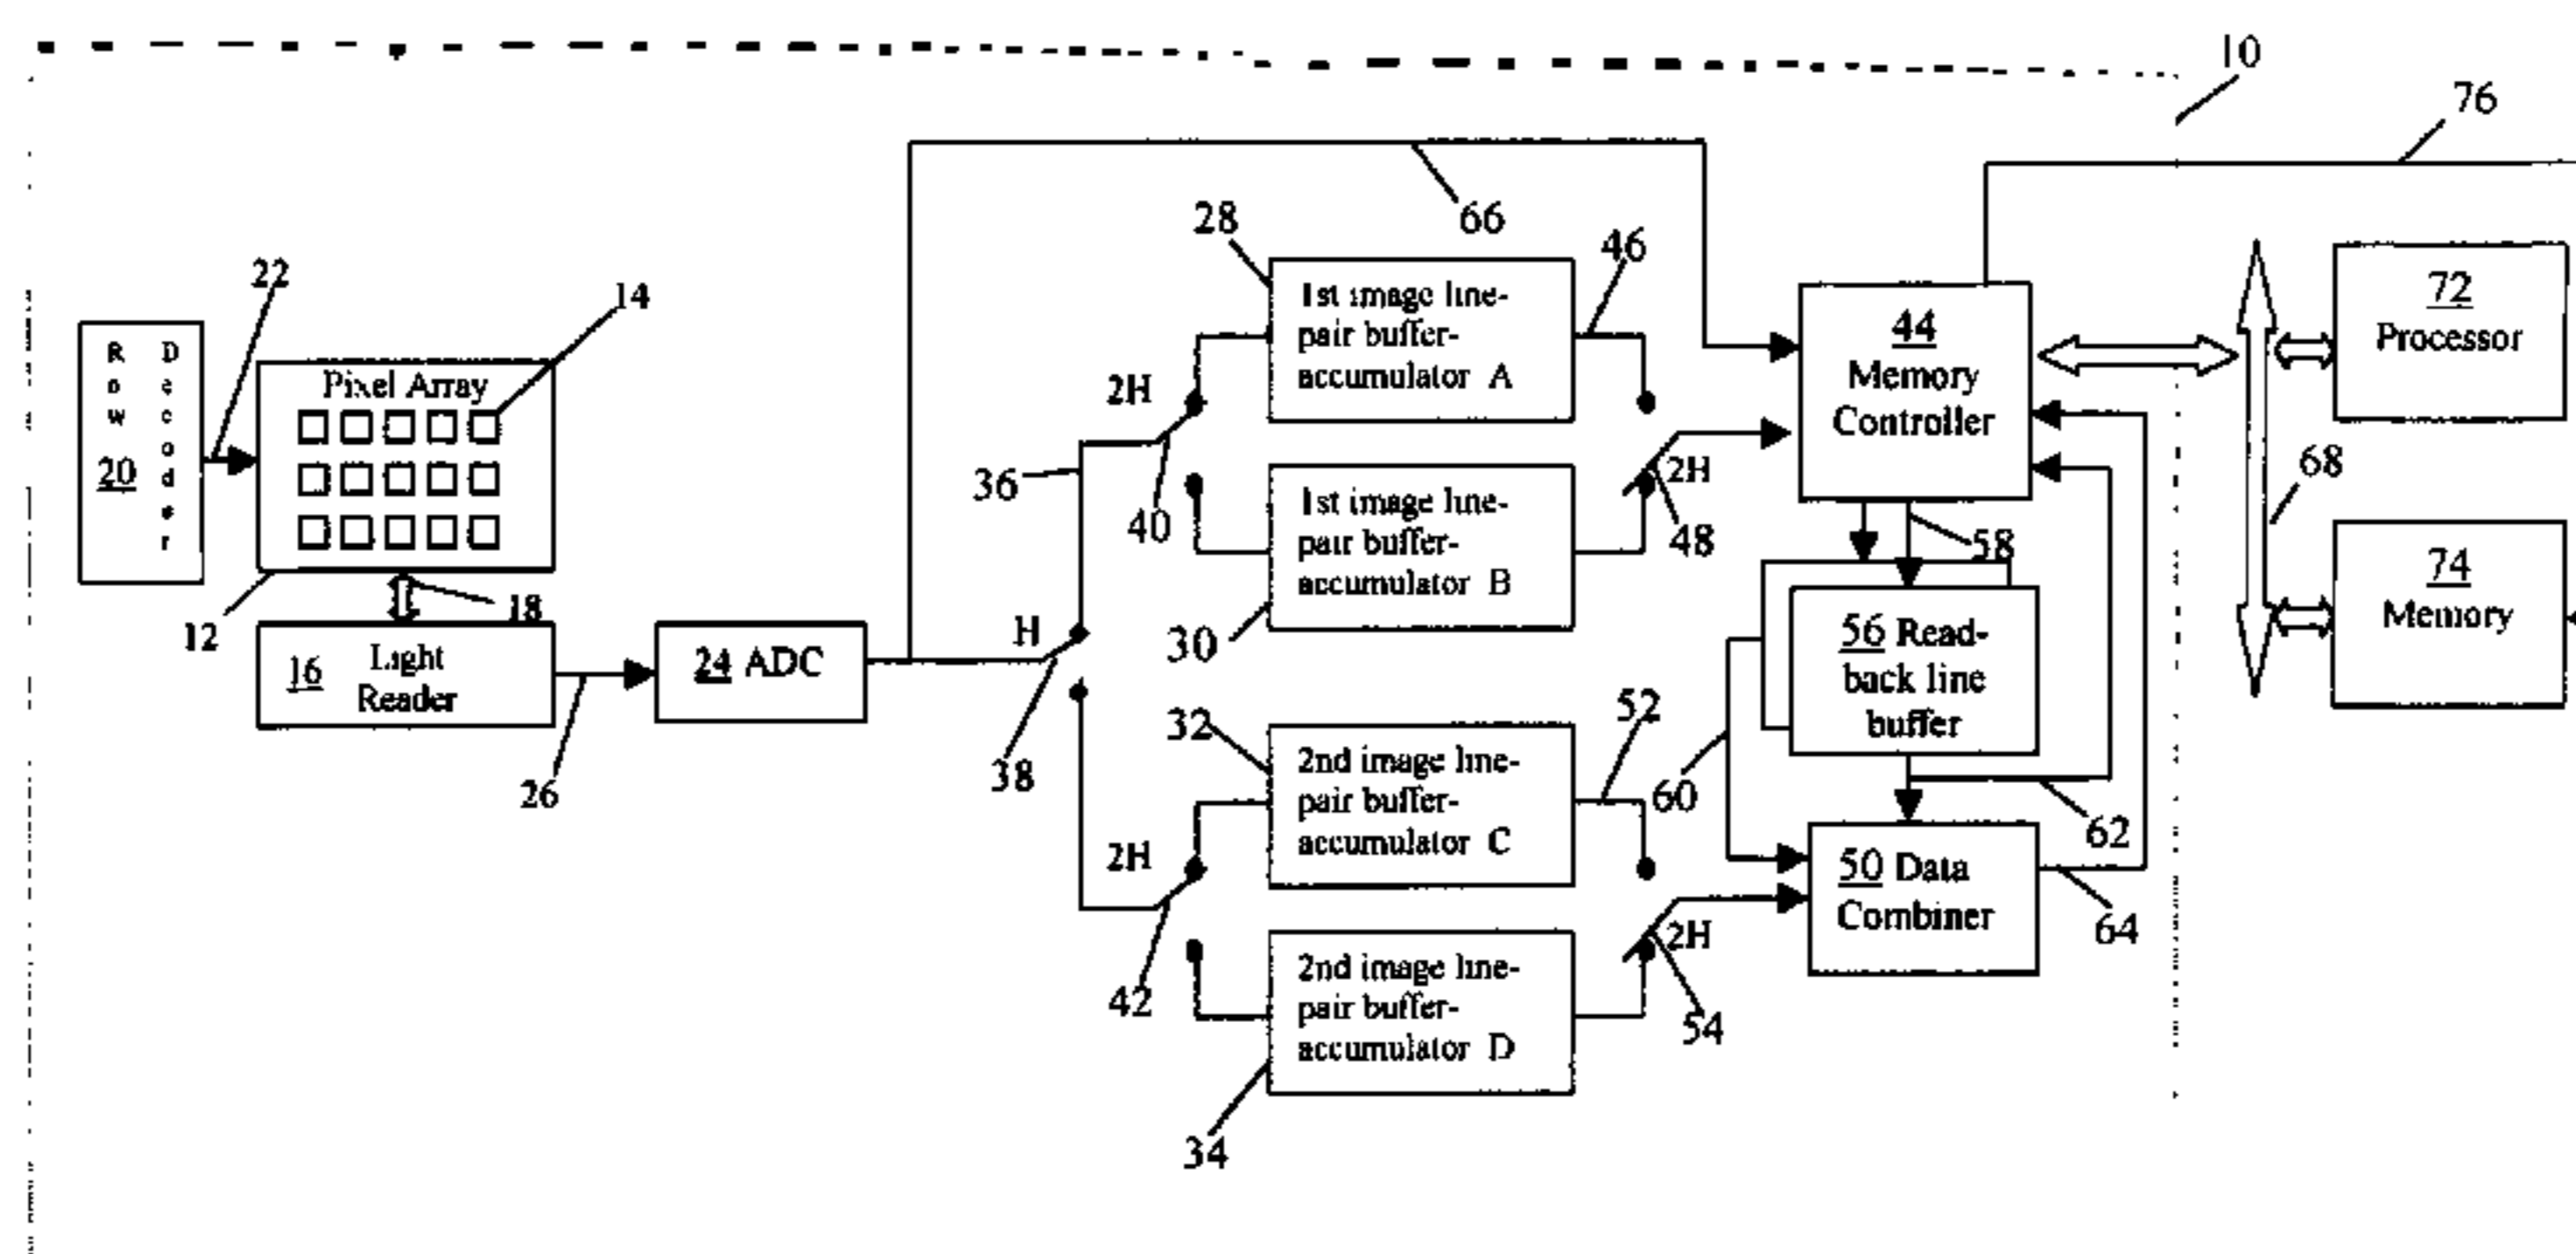 10
76
66
28
46
22
14
1st image line-
pair buffer-
accumulator A
44
Memory
Controller
72
Processor
Row
Decoder
20
Pixel Array
2H
36
40
1st image line-
pair buffer-
accumulator B
2H
48
58
68
12
18
H
30
56 Read-
back line
buffer
74
Memory
16 Light
Reader
24 ADC
26
38
32
52
60
2nd image line-
pair buffer-
accumulator C
62
2H
50 Data
Combiner
64
42
2nd image line-
pair buffer-
accumulator D
2H
54
34